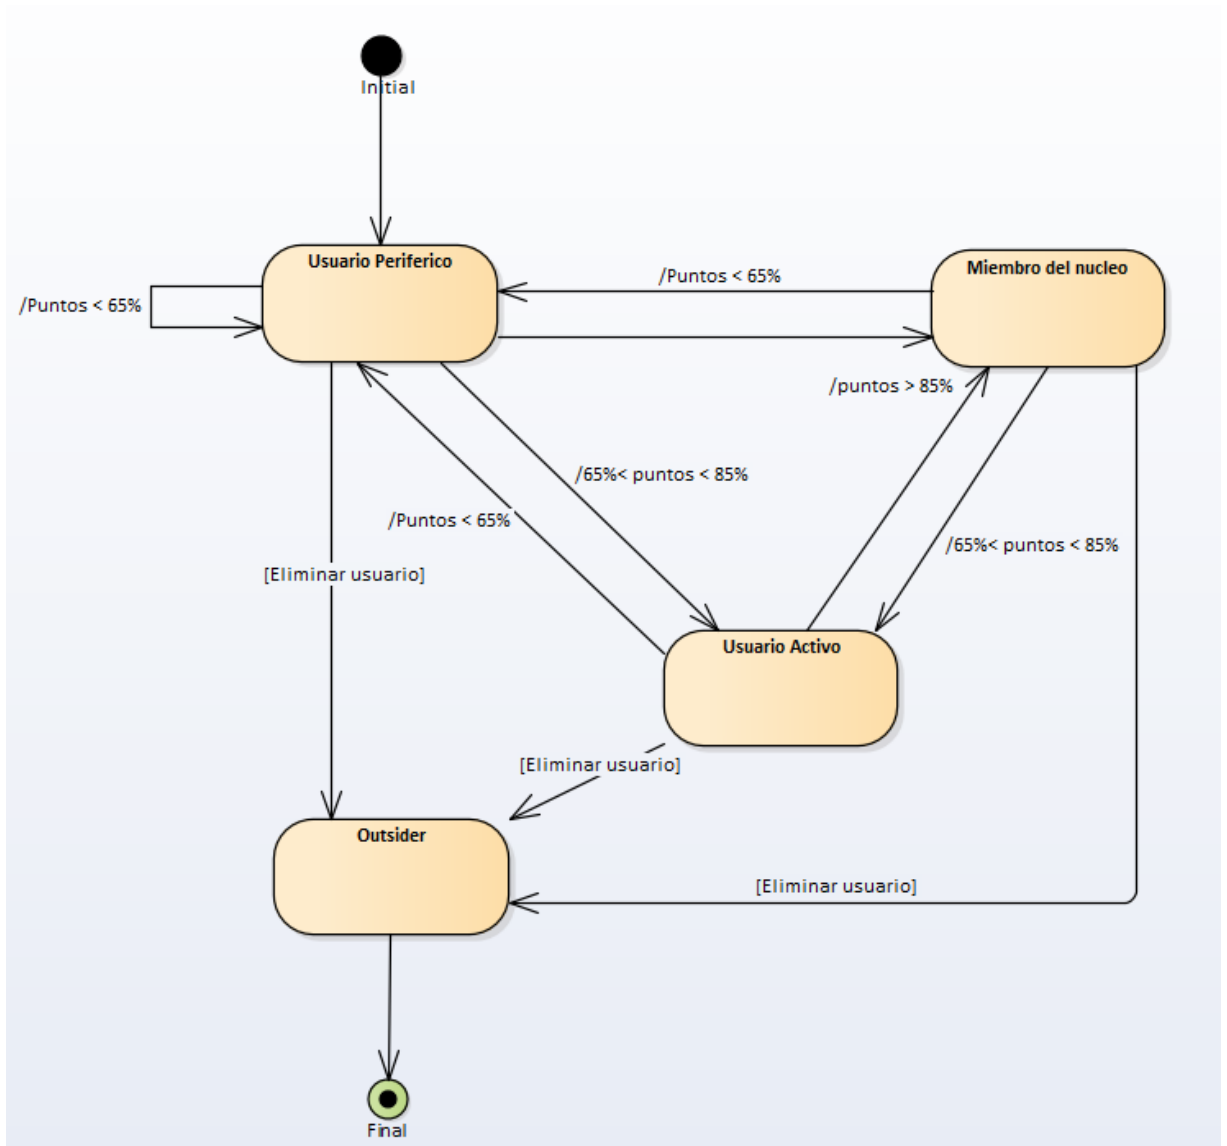 Initial
Usuario Periferico
Miembro del nucleo
/Puntos < 65%
/Puntos < 65%
/puntos > 85%
/65%< puntos < 85%
/Puntos < 65%
/65%< puntos < 85%
[Eliminar usuario]
Usuario Activo
[Eliminar usuario]
Outsider
[Eliminar usuario]
Final